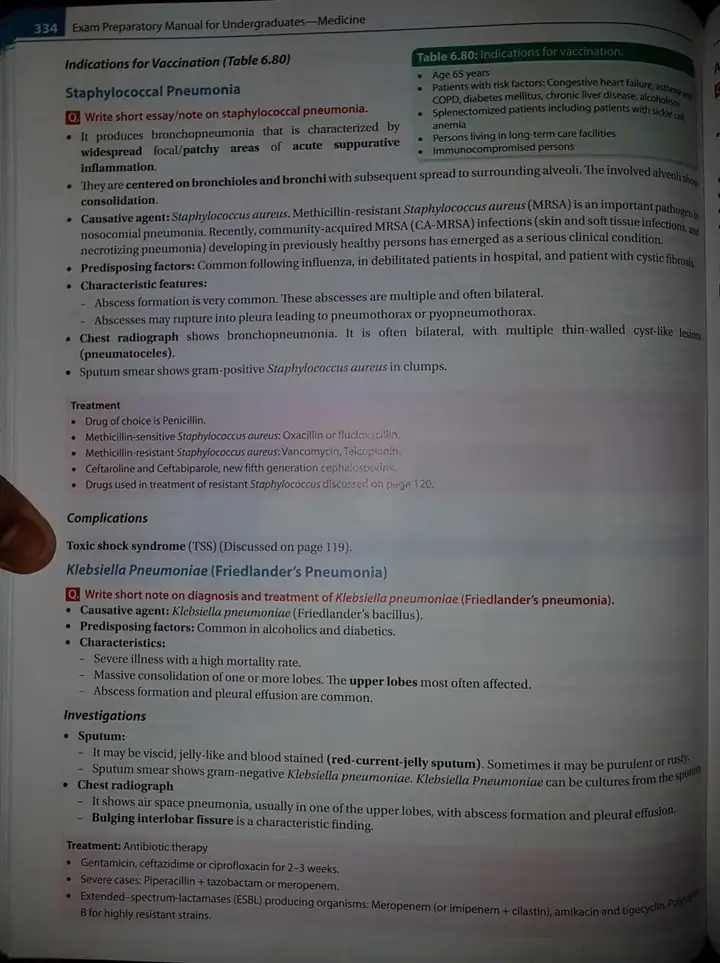 334 Exam Preparatory Manual for Undergraduates—Medicine
Indications for Vaccination (Table 6.80)
Table 6.80: Indications for vaccination.
• Age 65 years
• Patients with risk factors: Congestive heart failure, asthma and
COPD, diabetes mellitus, chronic liver disease, alcoholism
• Splenectomized patients including patients with sickle cell
anemia
• Persons living in long-term care facilities
• Immunocompromised persons
Staphylococcal Pneumonia
Q. Write short essay/note on staphylococcal pneumonia.
• It produces bronchopneumonia that is characterized by
widespread focal/patchy areas of acute suppurative
inflammation.
• They are centered on bronchioles and bronchi with subsequent spread to surrounding alveoli. The involved alveoli show
consolidation.
• Causative agent: Staphylococcus aureus. Methicillin-resistant Staphylococcus aureus (MRSA) is an important pathogen in
nosocomial pneumonia. Recently, community-acquired MRSA (CA-MRSA) infections (skin and soft tissue infections, and
necrotizing pneumonia) developing in previously healthy persons has emerged as a serious clinical condition.
• Predisposing factors: Common following influenza, in debilitated patients in hospital, and patient with cystic fibrosis.
• Characteristic features:
– Abscess formation is very common. These abscesses are multiple and often bilateral.
– Abscesses may rupture into pleura leading to pneumothorax or pyopneumothorax.
• Chest radiograph shows bronchopneumonia. It is often bilateral, with multiple thin-walled cyst-like lesions
(pneumatoceles).
• Sputum smear shows gram-positive Staphylococcus aureus in clumps.
Treatment
• Drug of choice is Penicillin.
• Methicillin-sensitive Staphylococcus aureus: Oxacillin or flucloxacillin.
• Methicillin-resistant Staphylococcus aureus: Vancomycin, Teicoplanin.
• Ceftaroline and Ceftabiparole, new fifth generation cephalosporins.
• Drugs used in treatment of resistant Staphylococcus discussed on page 120.
Complications
Toxic shock syndrome (TSS) (Discussed on page 119).
Klebsiella Pneumoniae (Friedlander's Pneumonia)
Q. Write short note on diagnosis and treatment of Klebsiella pneumoniae (Friedlander's pneumonia).
• Causative agent: Klebsiella pneumoniae (Friedlander's bacillus).
• Predisposing factors: Common in alcoholics and diabetics.
• Characteristics:
– Severe illness with a high mortality rate.
– Massive consolidation of one or more lobes. The upper lobes most often affected.
– Abscess formation and pleural effusion are common.
Investigations
• Sputum:
– It may be viscid, jelly-like and blood stained (red-current-jelly sputum). Sometimes it may be purulent or rusty.
– Sputum smear shows gram-negative Klebsiella pneumoniae. Klebsiella Pneumoniae can be cultures from the sputum
• Chest radiograph
– It shows air space pneumonia, usually in one of the upper lobes, with abscess formation and pleural effusion.
– Bulging interlobar fissure is a characteristic finding.
Treatment: Antibiotic therapy
• Gentamicin, ceftazidime or ciprofloxacin for 2–3 weeks.
• Severe cases: Piperacillin + tazobactam or meropenem.
• Extended–spectrum-lactamases (ESBL) producing organisms: Meropenem (or imipenem + cilastin), amikacin and tigecyclin. Polymyxin
B for highly resistant strains.